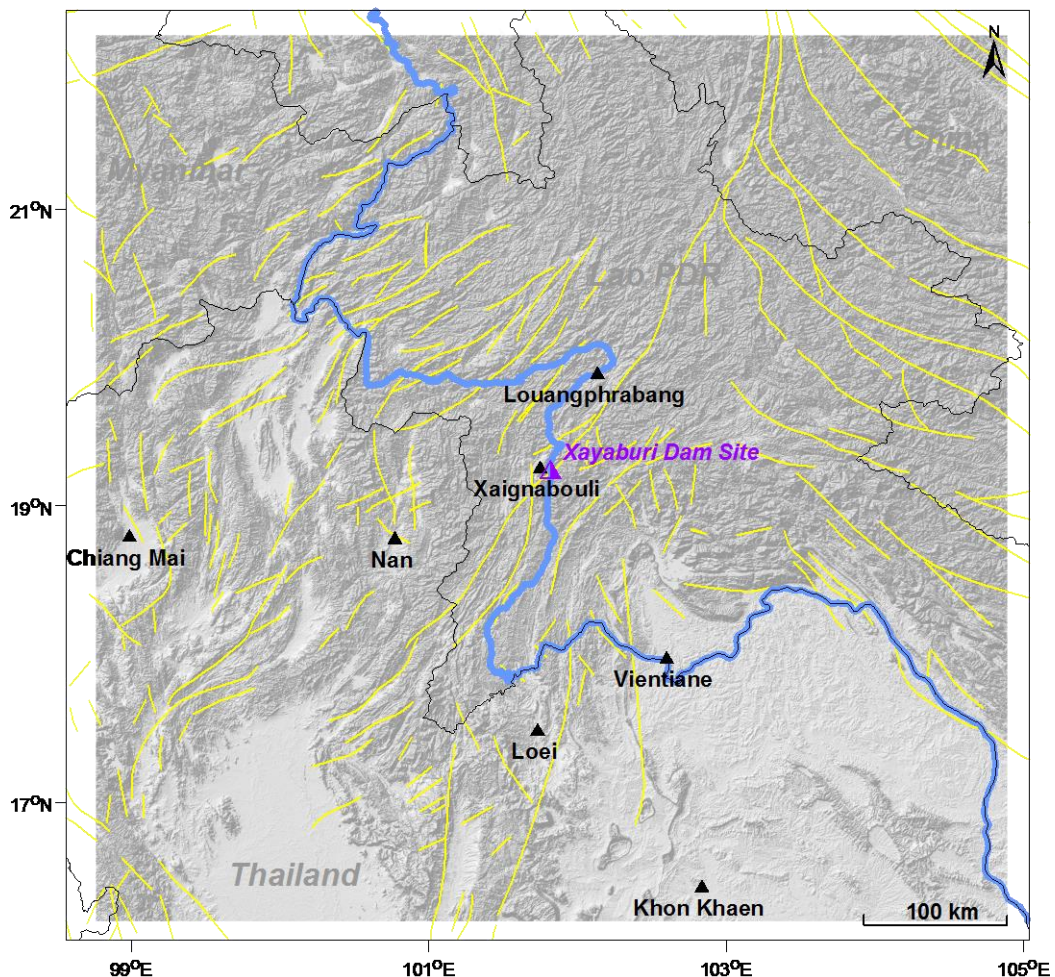 N
Myanmar
China
21°N
Lao PDR
Louangphrabang
Xayaburi Dam Site
Xaignabouli
19°N
Chiang Mai
Nan
Vientiane
Loei
17°N
Thailand
Khon Khaen
100 km
99°E
101°E
103°E
105°E